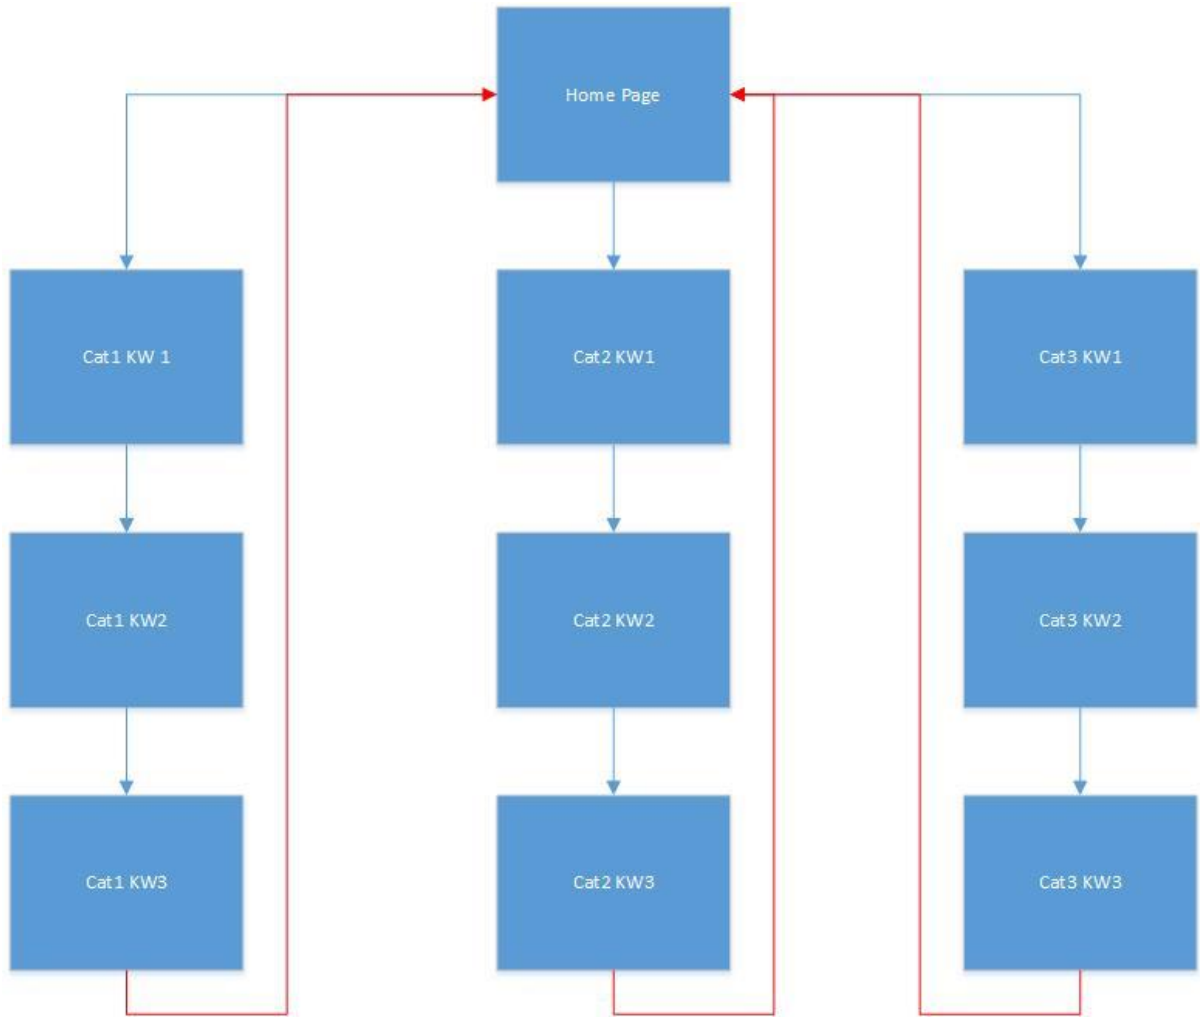 Home Page
Cat1 KW 1
Cat2 KW1
Cat3 KW1
Cat1 KW2
Cat2 KW2
Cat3 KW2
Cat1 KW3
Cat2 KW3
Cat3 KW3